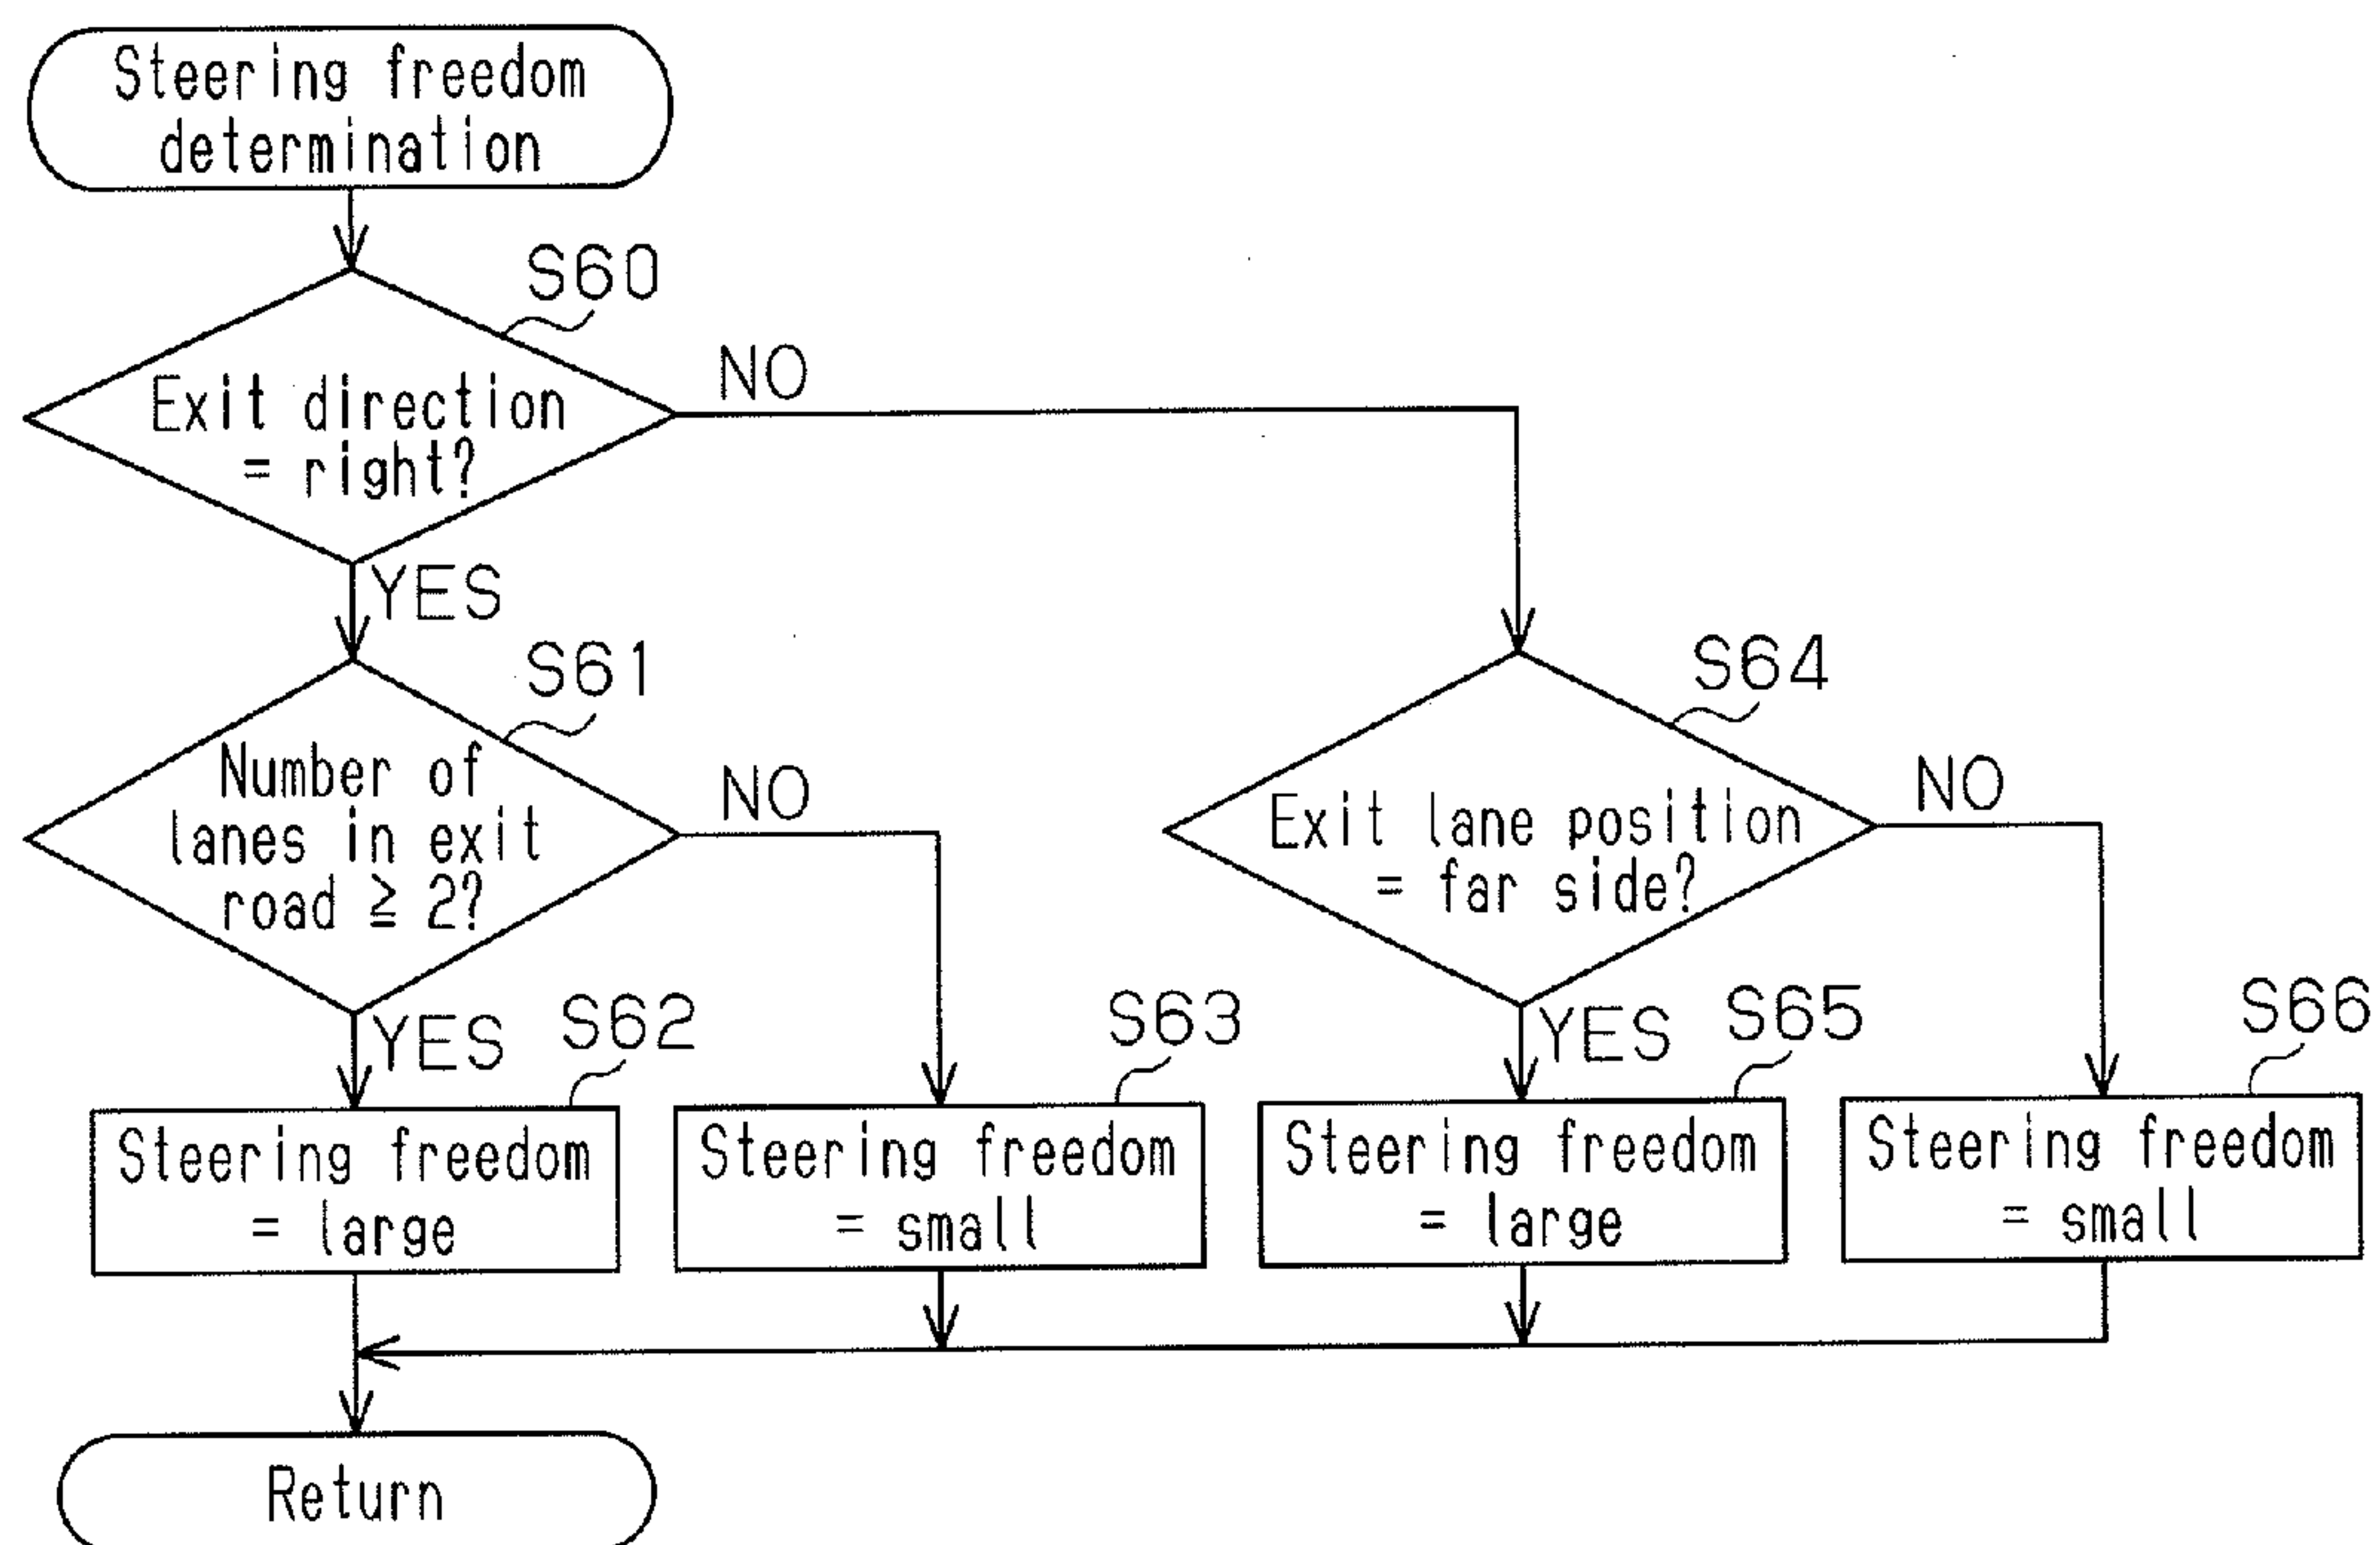 Steering freedom
determination
S60
Exit direction
= right?
NO
YES
S61
Number of
lanes in exit
road ≧ 2?
NO
YES
S64
Exit lane position
= far side?
NO
YES
S62
Steering freedom
= large
S63
Steering freedom
= small
S65
Steering freedom
= large
S66
Steering freedom
= small
Return